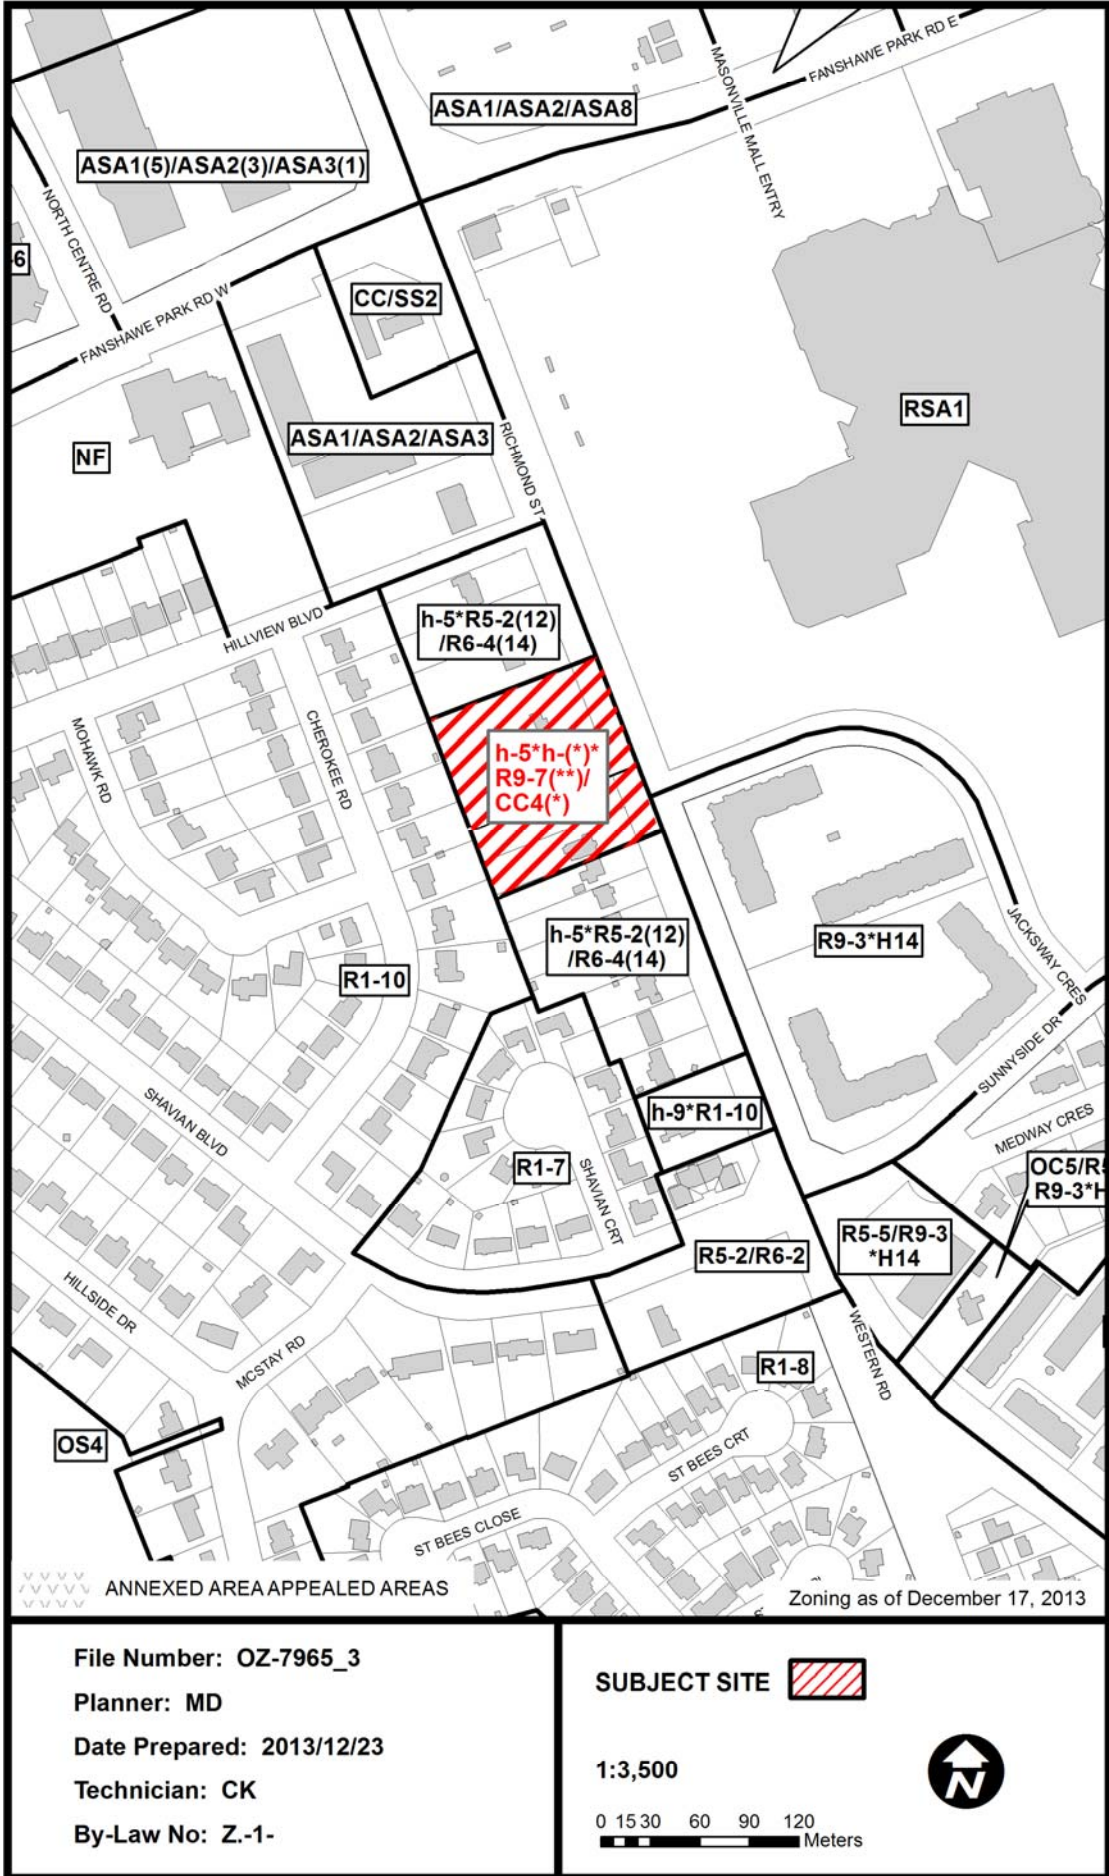 FANSHAWE PARK RD E
MASONVILLE MALL ENTRY
ASA1/ASA2/ASA8
ASA1(5)/ASA2(3)/ASA3(1)
NORTH CENTRE RD
-6
CC/SS2
FANSHAWE PARK RD W
RSA1
ASA1/ASA2/ASA3
NF
RICHMOND ST
h-5*R5-2(12)
/R6-4(14)
HILLVIEW BLVD
CHEROKEE RD
MOHAWK RD
h-5*h-(*)*
R9-7(**)/
CC4(*)
h-5*R5-2(12)
/R6-4(14)
R9-3*H14
JACKSWAY CRES
R1-10
SUNNYSIDE DR
SHAVIAN BLVD
h-9*R1-10
MEDWAY CRES
R1-7
SHAVIAN CRT
OC5/R5
R9-3*H
R5-2/R6-2
R5-5/R9-3
*H14
HILLSIDE DR
MCSTAY RD
WESTERN RD
R1-8
OS4
ST BEES CRT
ST BEES CLOSE
ANNEXED AREA APPEALED AREAS
Zoning as of December 17, 2013
File Number: OZ-7965_3
Planner: MD
Date Prepared: 2013/12/23
Technician: CK
By-Law No: Z.-1-
SUBJECT SITE
1:3,500
N
0 15 30 60 90 120
Meters